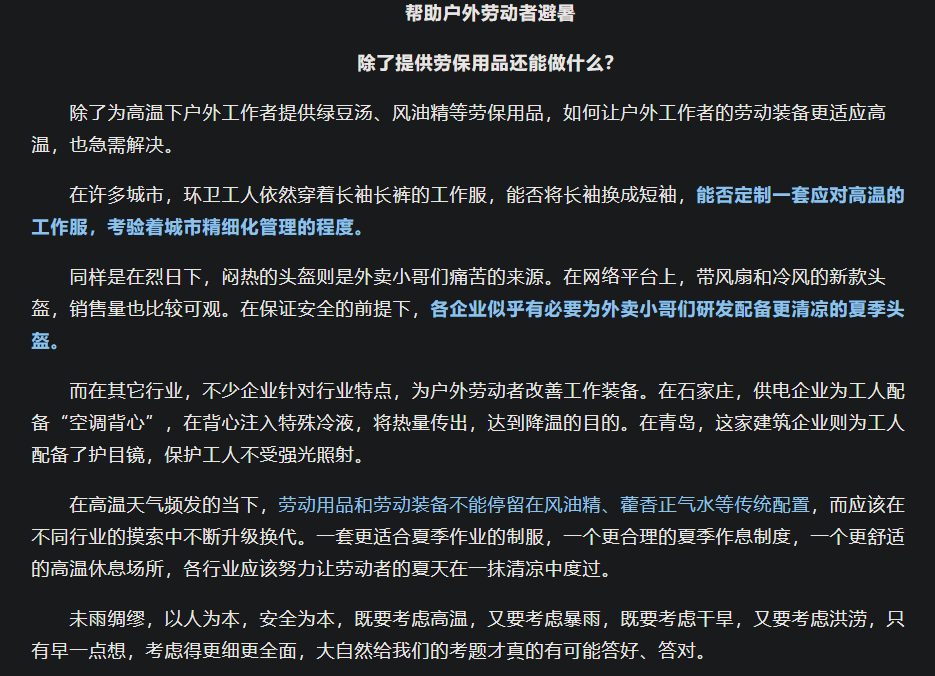 帮助户外劳动者避暑
除了提供劳保用品还能做什么？
除了为高温下户外工作者提供绿豆汤、风油精等劳保用品，如何让户外工作者的劳动装备更适应高
温，也急需解决。
在许多城市，环卫工人依然穿着长袖长裤的工作服，能否将长袖换成短袖，能否定制一套应对高温的
工作服，考验着城市精细化管理的程度。
同样是在烈日下，闷热的头盔则是外卖小哥们痛苦的来源。在网络平台上，带风扇和冷风的新款头
盔，销售量也比较可观。在保证安全的前提下，各企业似乎有必要为外卖小哥们研发配备更清凉的夏季头
盔。
而在其它行业，不少企业针对行业特点，为户外劳动者改善工作装备。在石家庄，供电企业为工人配
备“空调背心”，在背心注入特殊冷液，将热量传出，达到降温的目的。在青岛，这家建筑企业则为工人
配备了护目镜，保护工人不受强光照射。
在高温天气频发的当下，劳动用品和劳动装备不能停留在风油精、藿香正气水等传统配置，而应该在
不同行业的摸索中不断升级换代。一套更适合夏季作业的制服，一个更合理的夏季作息制度，一个更舒适
的高温休息场所，各行业应该努力让劳动者的夏天在一抹清凉中度过。
未雨绸缪，以人为本，安全为本，既要考虑高温，又要考虑暴雨，既要考虑干旱，又要考虑洪涝，只
有早一点想，考虑得更细更全面，大自然给我们的考题才真的有可能答好、答对。